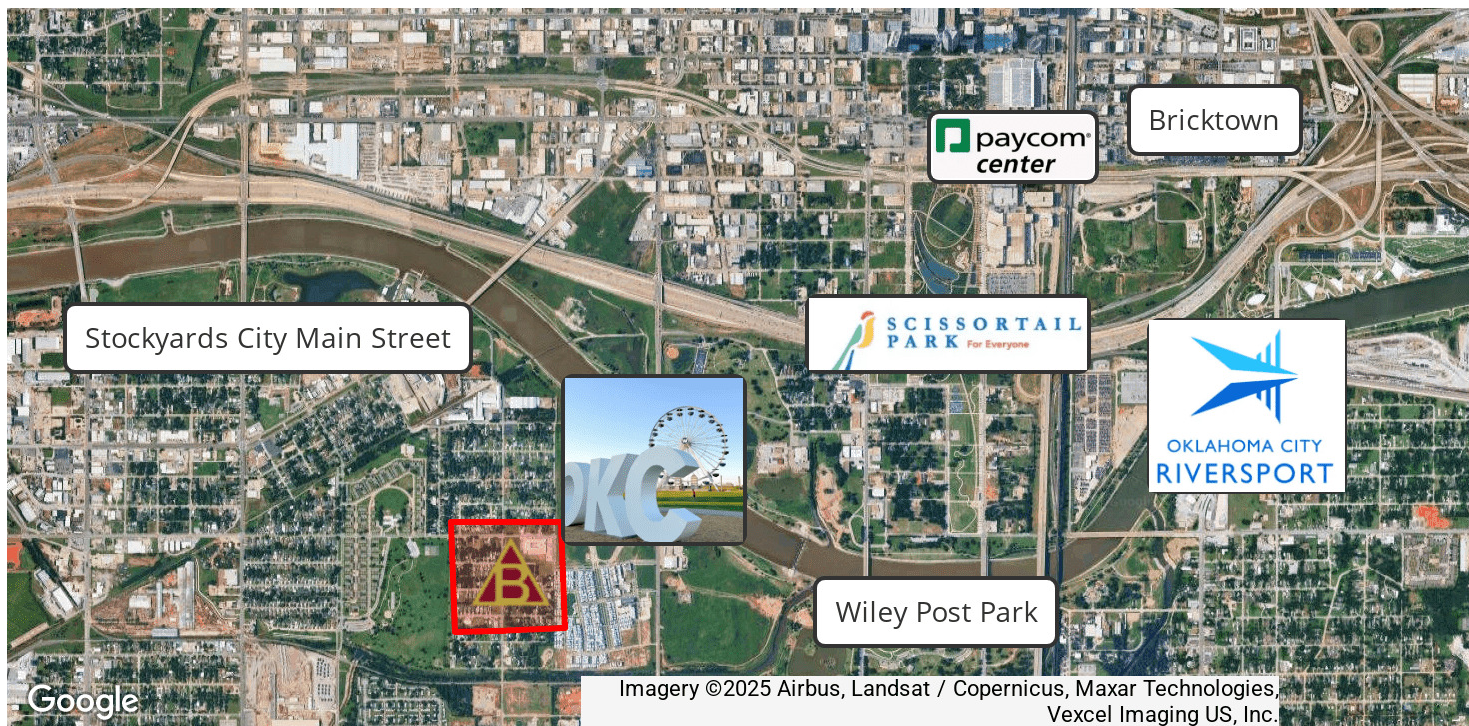 Bricktown
paycom
center
Stockyards City Main Street
SCISSORTAIL
PARK For Everyone
OKLAHOMA CITY
RIVERSPORT
OKC
B
Wiley Post Park
Google
Imagery ©2025 Airbus, Landsat / Copernicus, Maxar Technologies,
Vexcel Imaging US, Inc.